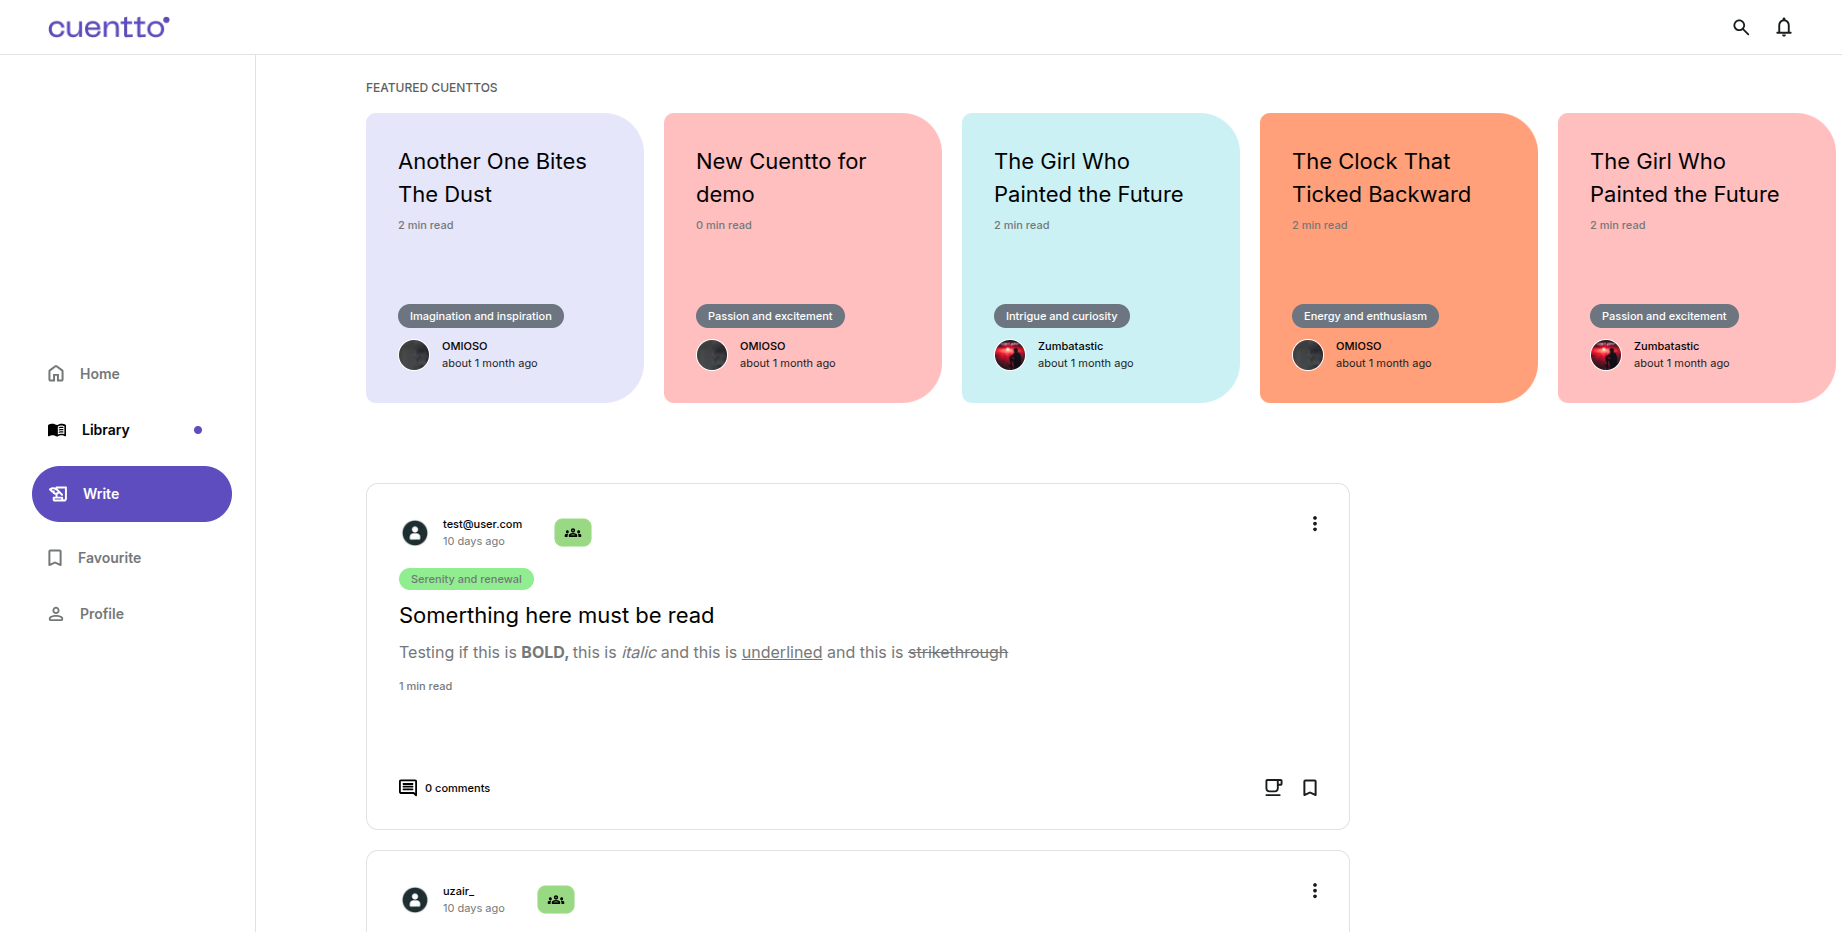 cuentto
FEATURED CUENTTOS
Another One Bites
The Dust
2 min read
Imagination and inspiration
OMIOSO
about 1 month ago
New Cuentto for
demo
0 min read
Passion and excitement
OMIOSO
about 1 month ago
The Girl Who
Painted the Future
2 min read
Intrigue and curiosity
Zumbatastic
about 1 month ago
The Clock That
Ticked Backward
2 min read
Energy and enthusiasm
OMIOSO
about 1 month ago
The Girl Who
Painted the Future
2 min read
Passion and excitement
Zumbatastic
about 1 month ago
Home
Library
Write
Favourite
Profile
test@user.com
10 days ago
Serenity and renewal
Somerthing here must be read
Testing if this is BOLD, this is italic and this is underlined and this is strikethrough
1 min read
0 comments
uzair_
10 days ago